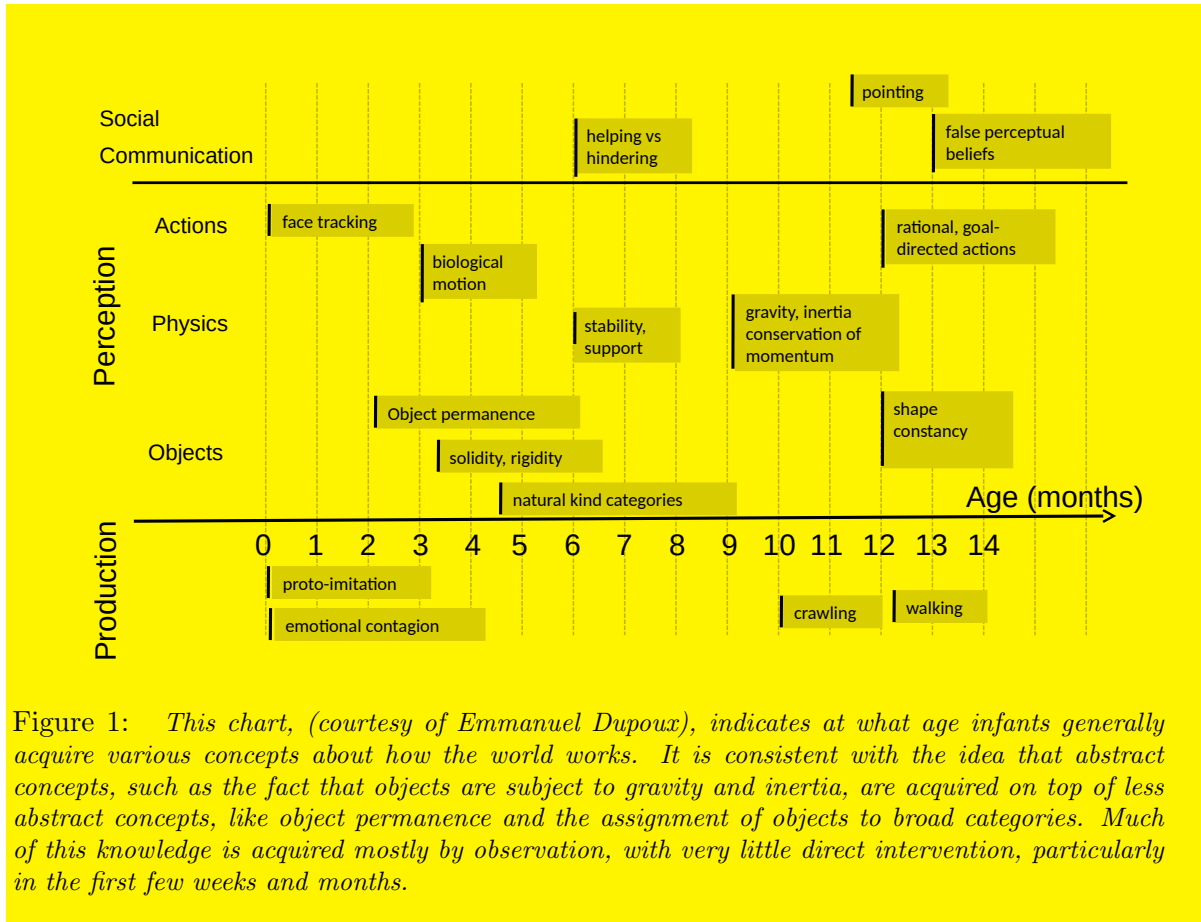 pointing
Social
Communication
helping vs
hindering
false perceptual
beliefs
Perception
Actions
face tracking
rational, goal-
directed actions
biological
motion
Physics
stability,
support
gravity, inertia
conservation of
momentum
Objects
Object permanence
shape
constancy
solidity, rigidity
natural kind categories
Age (months)
0 1 2 3 4 5 6 7 8 9 10 11 12 13 14
Production
proto-imitation
emotional contagion
crawling
walking
Figure 1: This chart, (courtesy of Emmanuel Dupoux), indicates at what age infants generally
acquire various concepts about how the world works. It is consistent with the idea that abstract
concepts, such as the fact that objects are subject to gravity and inertia, are acquired on top of less
abstract concepts, like object permanence and the assignment of objects to broad categories. Much
of this knowledge is acquired mostly by observation, with very little direct intervention, particularly
in the first few weeks and months.